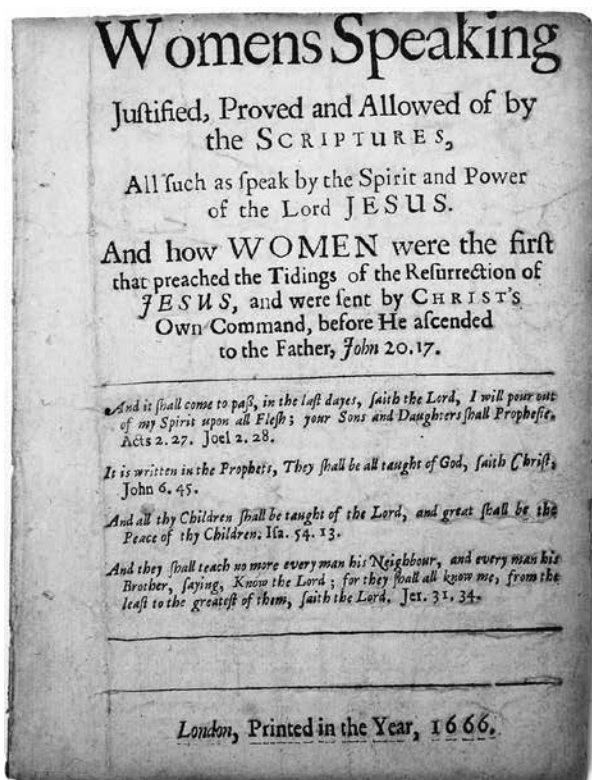 Womens Speaking
Juſtified, Proved and Allowed of by
the SCRIPTURES,
All ſuch as ſpeak by the Spirit and Power
of the Lord JESUS.
And how WOMEN were the firſt
that preached the Tidings of the Reſurrection of
JESUS, and were ſent by CHRIST'S
Own Command, before He aſcended
to the Father, John 20.17.
And it ſhall come to paß, in the laſt dayes, ſaith the Lord, I will pour out
of my Spirit upon all Fleſh; your Sons and Daughters ſhall Propheſie.
Acts 2. 27. Joel 2. 28.
It is written in the Prophets, They ſhall be all taught of God, ſaith Chriſt,
John 6. 45.
And all thy Children ſhall be taught of the Lord, and great ſhall be the
Peace of thy Children. Iſa. 54. 13.
And they ſhall teach no more every man his Neighbour, and every man his
Brother, ſaying, Know the Lord; for they ſhall all know me, from the
leaſt to the greateſt of them, ſaith the Lord. Jer. 31. 34.
London, Printed in the Year, 1666.